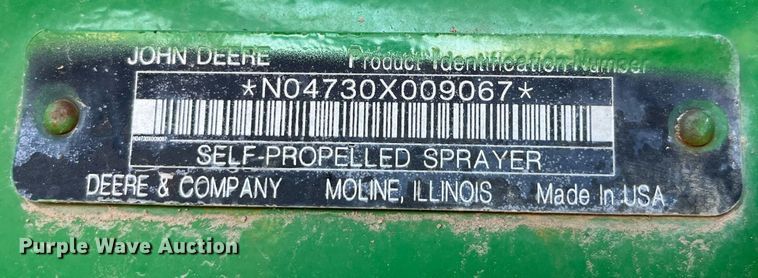 JOHN DEERE Product Identification Number
*N04730X009067*
N04730X009067
SELF-PROPELLED SPRAYER
DEERE & COMPANY MOLINE, ILLINOIS Made In USA
Purple Wave Auction